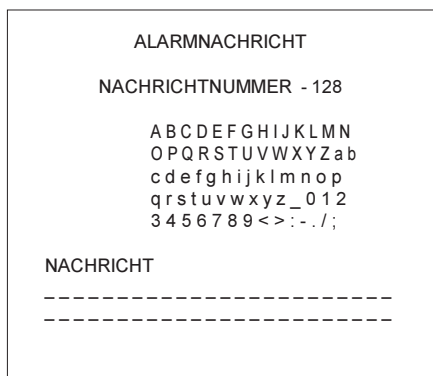 ALARMNACHRICHT
NACHRICHTNUMMER - 128
A B C D E F G H I J K L M N
O P Q R S T U V W X Y Z a b
c d e f g h i j k l m n o p
q r s t u v w x y z _ 0 1 2
3 4 5 6 7 8 9 < > : - . / ;
NACHRICHT
_ _ _ _ _ _ _ _ _ _ _ _ _ _ _ _ _ _ _ _ _ _ _ _
_ _ _ _ _ _ _ _ _ _ _ _ _ _ _ _ _ _ _ _ _ _ _ _